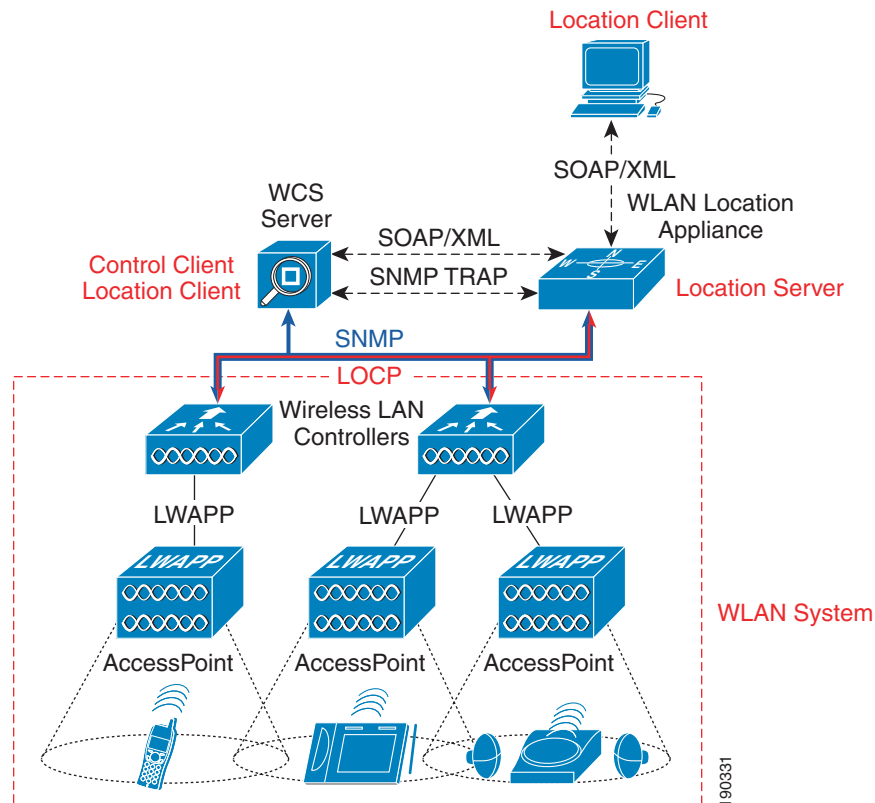 Location Client
SOAP/XML
WCS
Server
WLAN Location
Appliance
SOAP/XML
N
W
E
S
Control Client
Location Client
SNMP TRAP
Location Server
SNMP
LOCP
Wireless LAN
Controllers
LWAPP
LWAPP
LWAPP
LWAPP
LWAPP
LWAPP
WLAN System
AccessPoint
AccessPoint
AccessPoint
190331